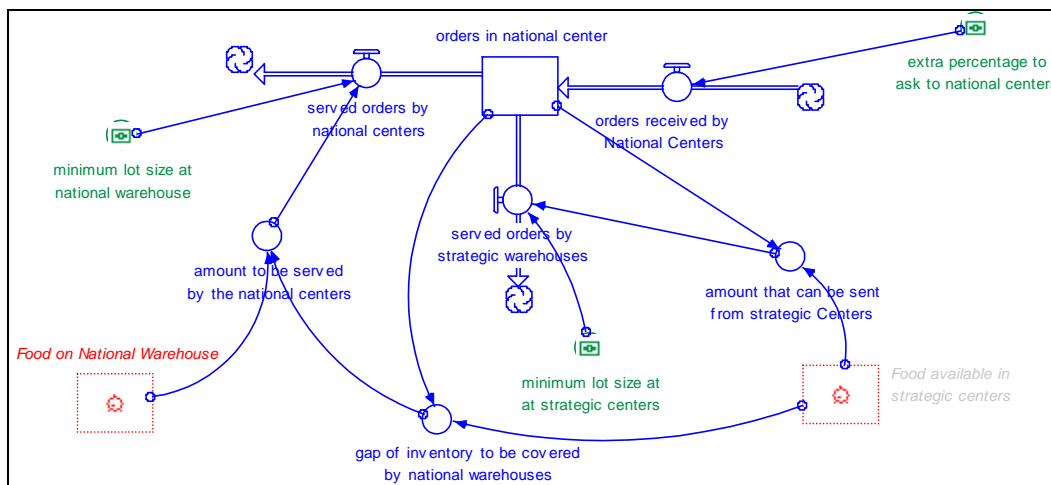 orders in national center
extra percentage to
ask to national centers
served orders by
national centers
orders received by
National Centers
minimum lot size at
national warehouse
served orders by
strategic warehouses
amount to be served
by the national centers
amount that can be sent
from strategic Centers
Food on National Warehouse
Food available in
strategic centers
minimum lot size at
at strategic centers
gap of inventory to be covered
by national warehouses